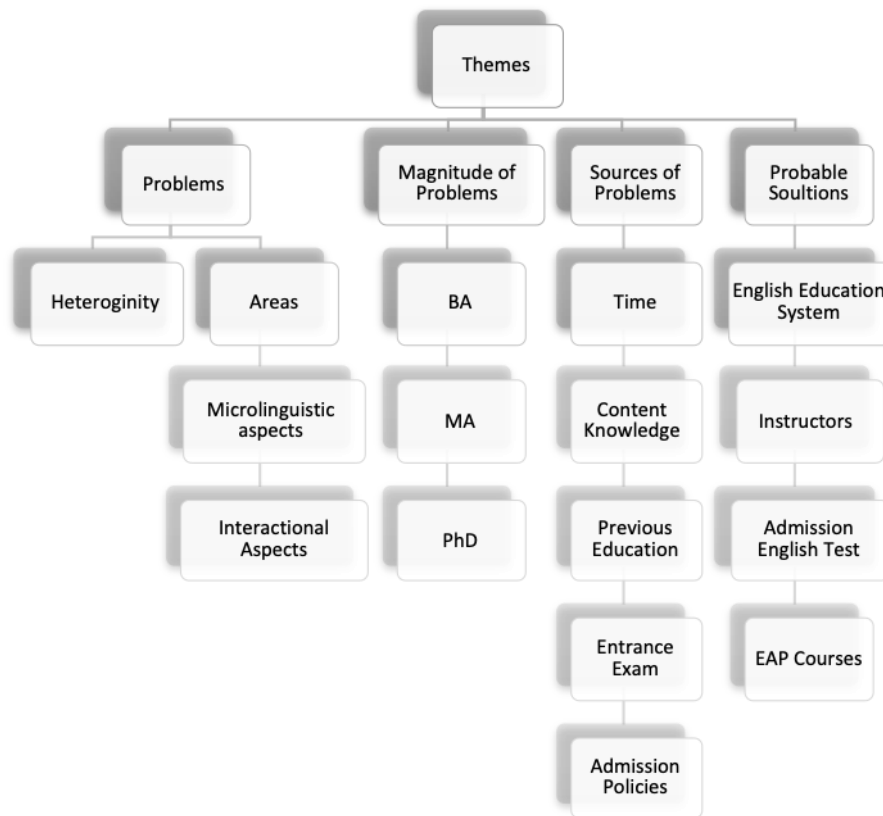 Themes
Problems
Magnitude of
Problems
Sources of
Problems
Probable
Soultions
Heteroginity
Areas
BA
Time
English Education
System
Microlinguistic
aspects
MA
Content
Knowledge
Instructors
Interactional
Aspects
PhD
Previous
Education
Admission
English Test
Entrance
Exam
EAP Courses
Admission
Policies